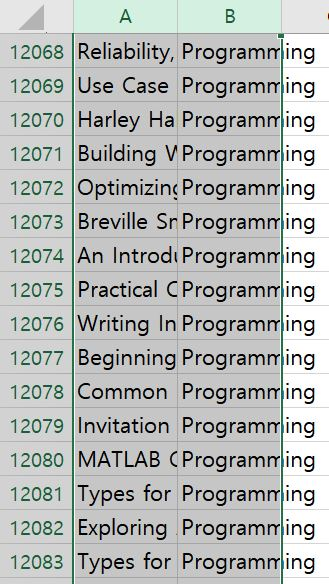 A B
12068 Reliability, Programming
12069 Use Case Programming
12070 Harley Ha Programming
12071 Building Programming
12072 Optimizing Programming
12073 Breville Sn Programming
12074 An Introdu Programming
12075 Practical Programming
12076 Writing In Programming
12077 Beginning Programming
12078 Common Programming
12079 Invitation Programming
12080 MATLAB Programming
12081 Types for Programming
12082 Exploring Programming
12083 Types for Programming